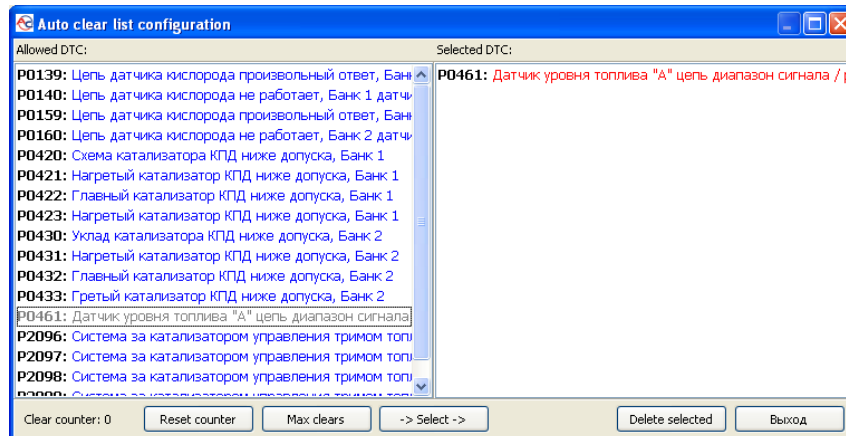 Auto clear list configuration
Allowed DTC:
Selected DTC:
P0139: Цепь датчика кислорода произвольный ответ, Банк
P0140: Цепь датчика кислорода не работает, Банк 1 датчи
P0159: Цепь датчика кислорода произвольный ответ, Банк
P0160: Цепь датчика кислорода не работает, Банк 2 датчи
P0420: Схема катализатора КПД ниже допуска, Банк 1
P0421: Нагретый катализатор КПД ниже допуска, Банк 1
P0422: Главный катализатор КПД ниже допуска, Банк 1
P0423: Нагретый катализатор КПД ниже допуска, Банк 1
P0430: Уклад катализатора КПД ниже допуска, Банк 2
P0431: Нагретый катализатор КПД ниже допуска, Банк 2
P0432: Главный катализатор КПД ниже допуска, Банк 2
P0433: Гретый катализатор КПД ниже допуска, Банк 2
P0461: Датчик уровня топлива "А" цепь диапазон сигнала
P2096: Система за катализатором управления тримом топл
P2097: Система за катализатором управления тримом топл
P2098: Система за катализатором управления тримом топл
P0461: Датчик уровня топлива "А" цепь диапазон сигнала /
Clear counter: 0
Reset counter
Max clears
-> Select ->
Delete selected
Выход